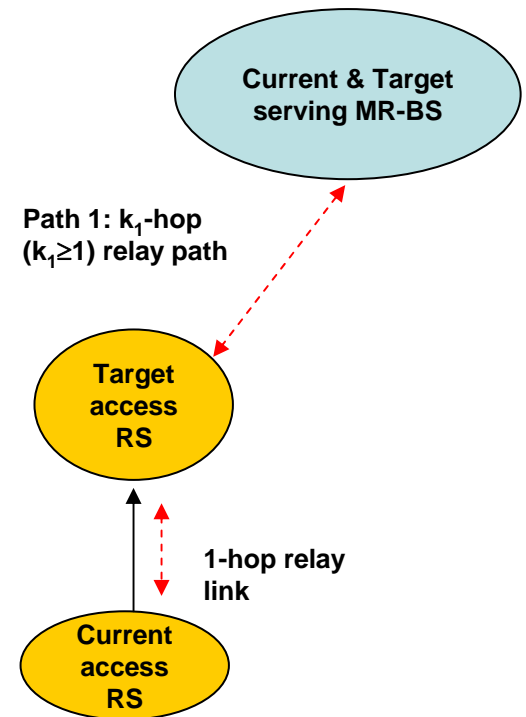 Current & Target
serving MR-BS
Path 1: k₁-hop
(k₁≥1) relay path
Target
access
RS
1-hop relay
link
Current
access
RS